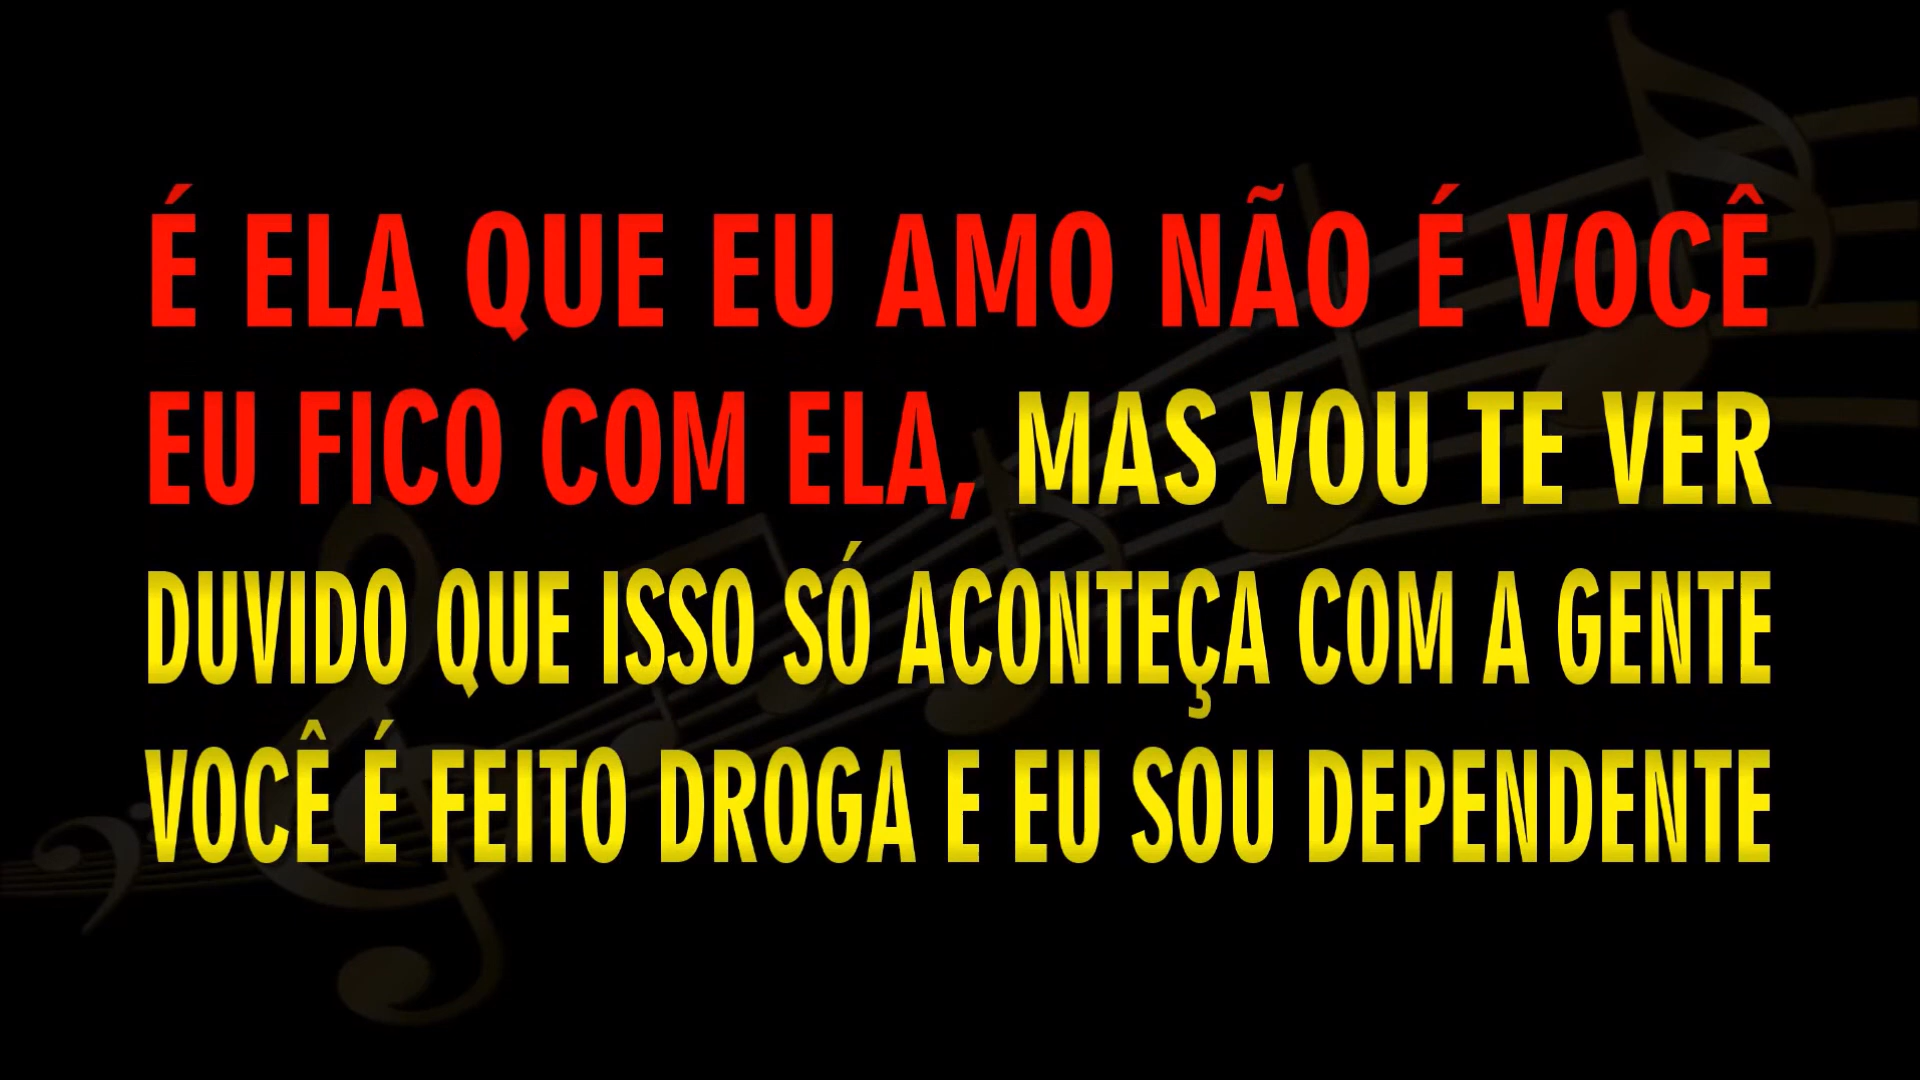 É ELA QUE EU AMO NÃO É VOCÊ
EU FICO COM ELA, MAS VOU TE VER
DUVIDO QUE ISSO SÓ ACONTEÇA COM A GENTE
VOCÊ É FEITO DROGA E EU SOU DEPENDENTE